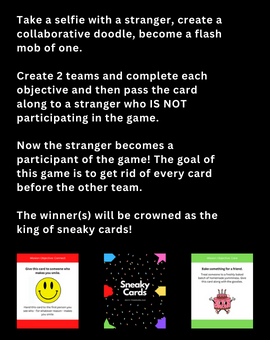 Take a selfie with a stranger, create a
collaborative doodle, become a flash
mob of one.
Create 2 teams and complete each
objective and then pass the card
along to a stranger who IS NOT
participating in the game.
Now the stranger becomes a
participant of the game! The goal of
this game is to get rid of every card
before the other team.
The winner(s) will be crowned as the
king of sneaky cards!
Give this card to someone who
makes you smile.
Sneaky
Cards
Bake something for a friend.